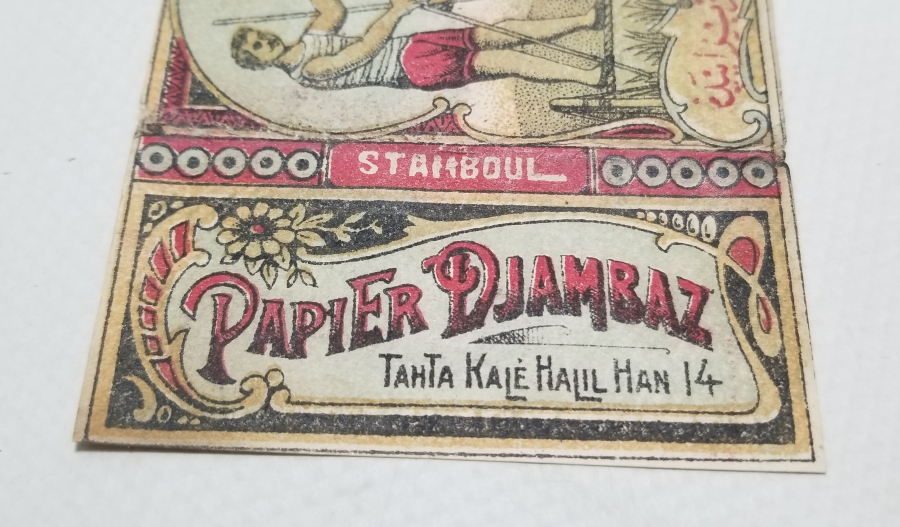 STAMBOUL
PAPIER DJAMBAZ
TAHTA KALÉ HALIL HAN 14